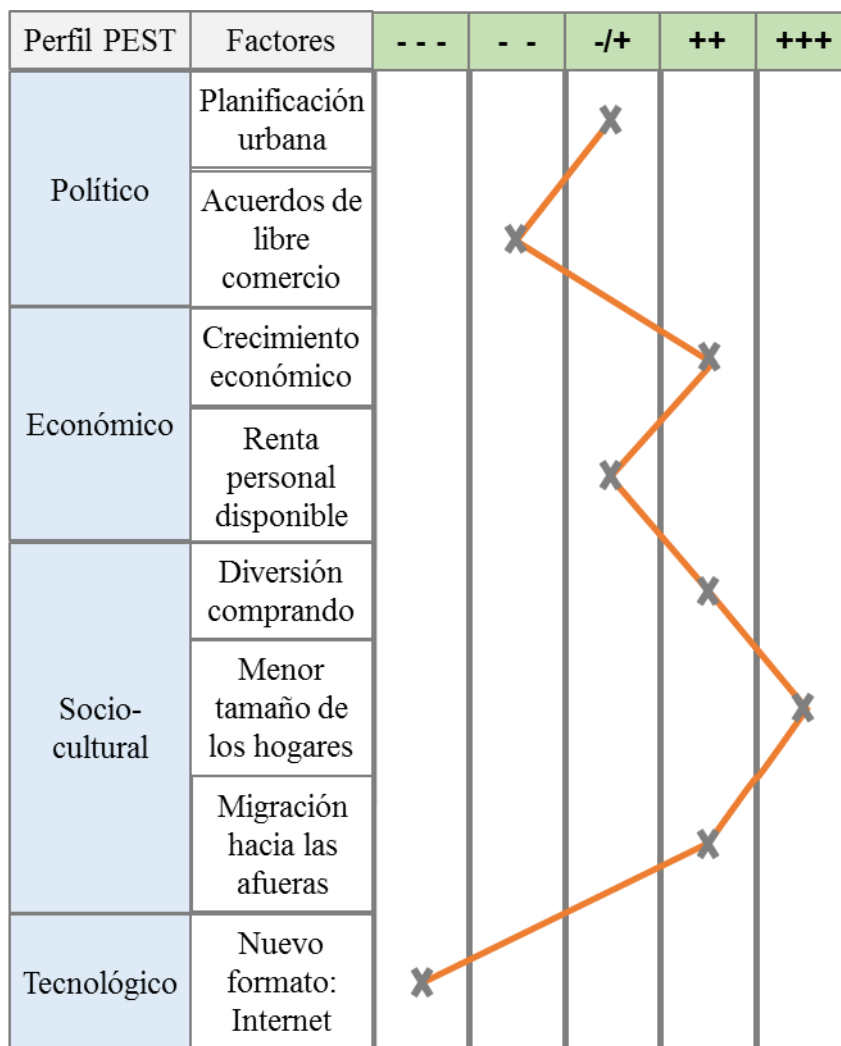 Perfil PEST Factores - - - - - -/+ ++ +++
Político
Planificación
urbana
Acuerdos de
libre
comercio
Económico
Crecimiento
económico
Renta
personal
disponible
Socio-
cultural
Diversión
comprando
Menor
tamaño de
los hogares
Migración
hacia las
afueras
Tecnológico
Nuevo
formato:
Internet